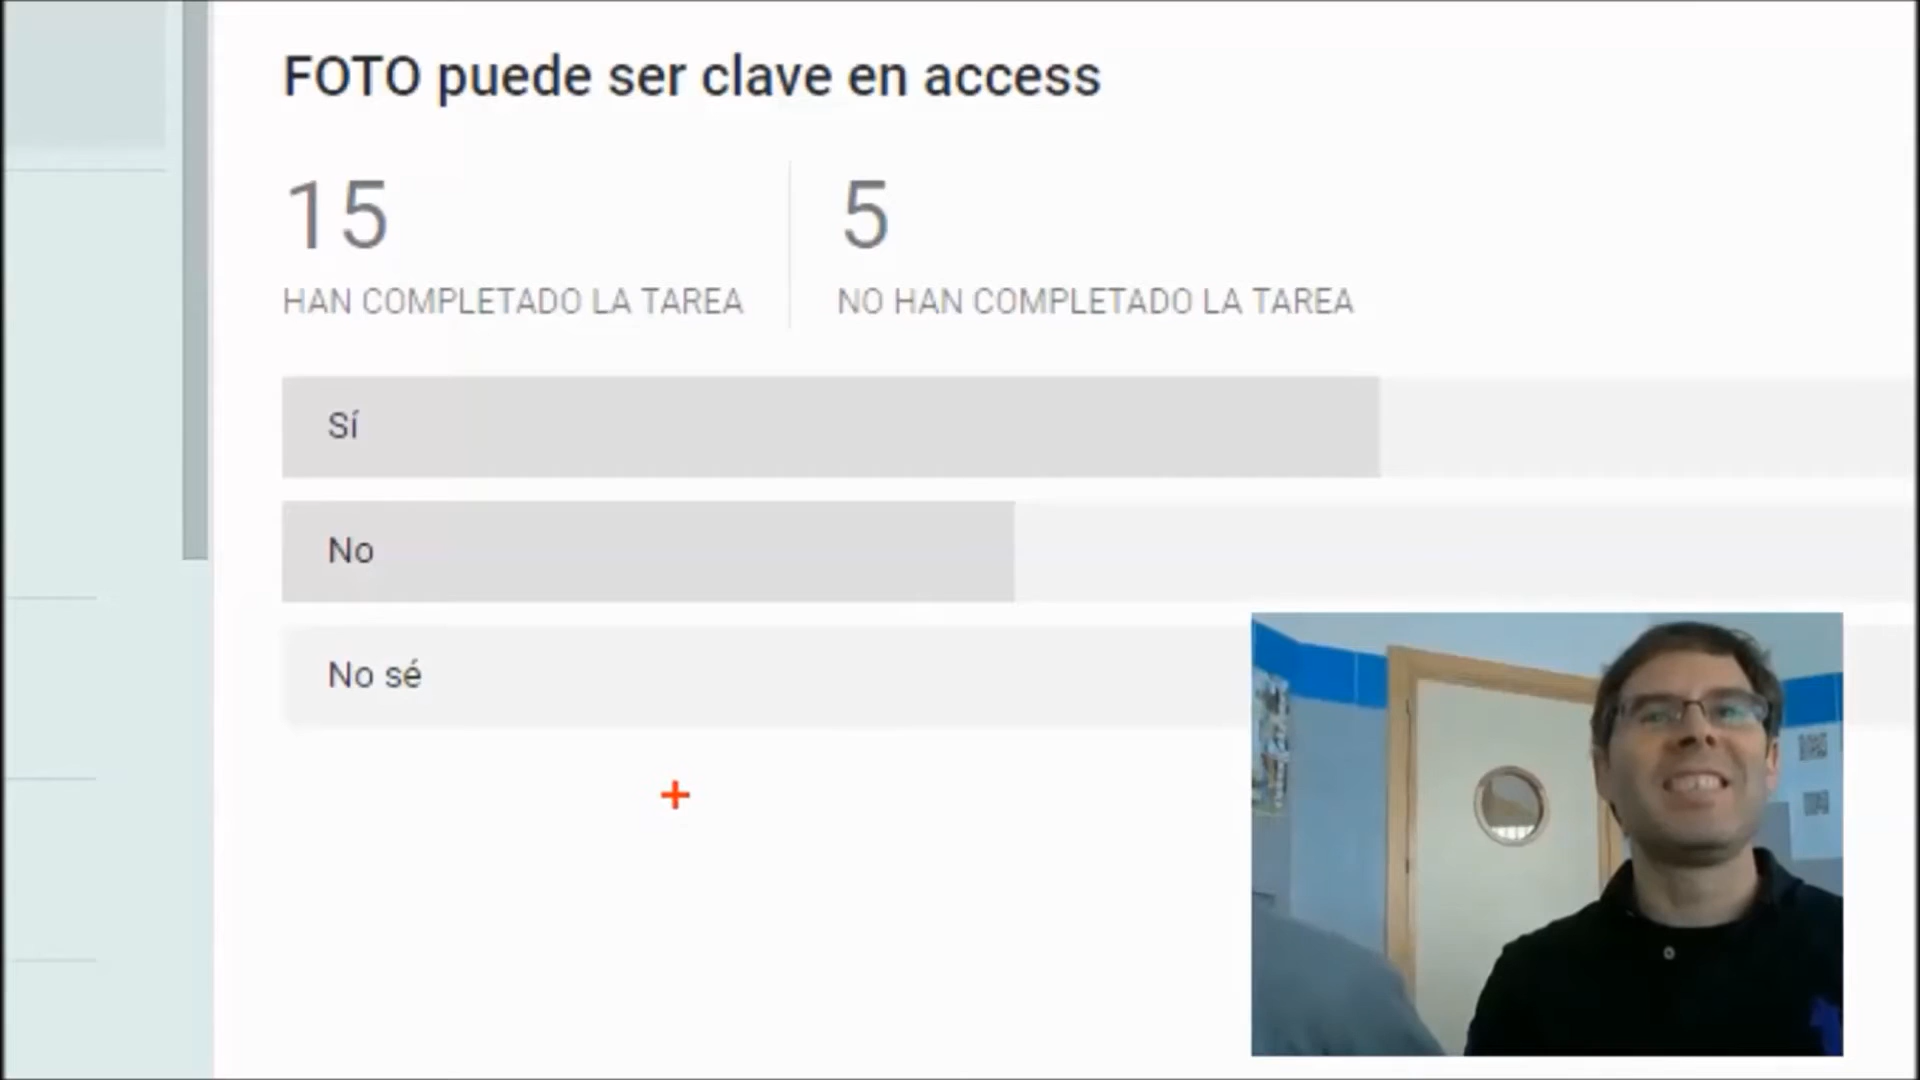 FOTO puede ser clave en access
15
5
HAN COMPLETADO LA TAREA
NO HAN COMPLETADO LA TAREA
Sí
No
No sé